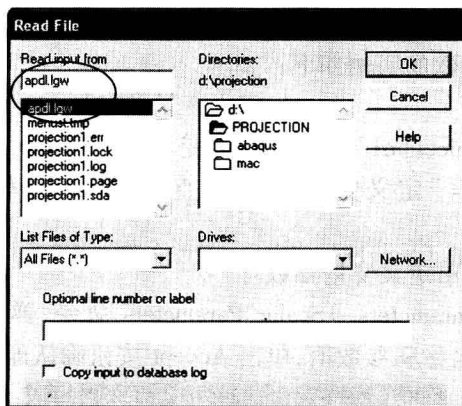 Read File
Read input from
apdl.lgw
apdl.lgw
menust.tmp
projection1.err
projection1.lock
projection1.log
projection1.page
projection1.sda
Directories:
d:\projection
d:\
PROJECTION
abaqus
mac
OK
Cancel
Help
List Files of Type:
All Files (*.*)
Drives:
Network...
Optional line number or label
Copy input to database log